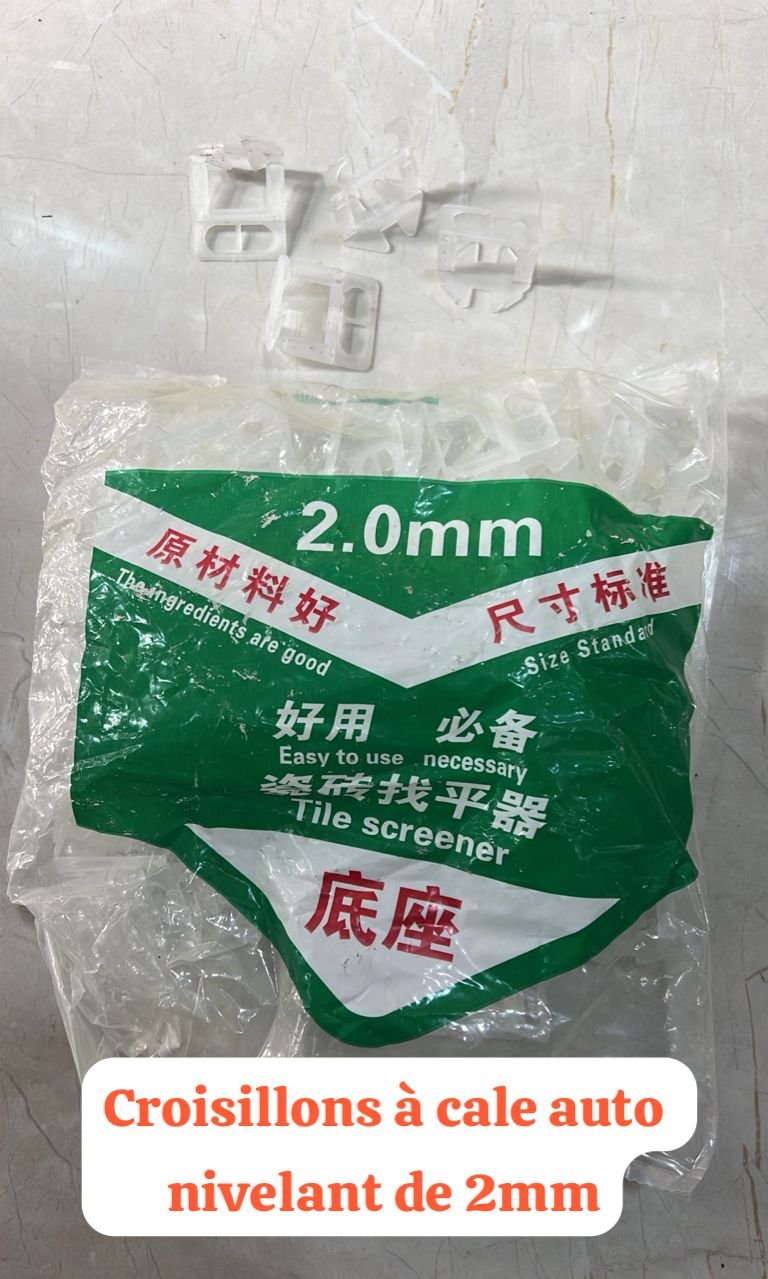 2.0mm
原材料好
The ingredients are good
尺寸标准
Size Standard
好用 必备
Easy to use necessary
瓷砖找平器
Tile screener
底座
Croisillons à cale auto
nivelant de 2mm